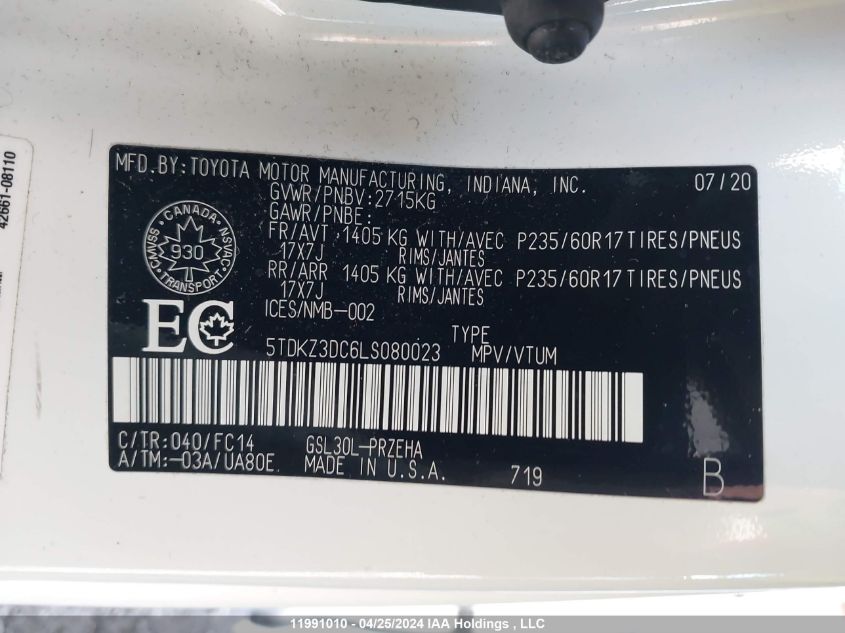 42661-08110
MFD.BY:TOYOTA MOTOR MANUFACTURING, INDIANA, INC. 07/20
GVWR/PNBV:2715KG
GAWR/PNBE:
FR/AVT 1405 KG WITH/AVEC P235/60R17 TIRES/PNEUS
17X7J RIMS/JANTES
RR/ARR 1405 KG WITH/AVEC P235/60R17 TIRES/PNEUS
17X7J RIMS/JANTES
ICES/NMB-002
CANADA
CMVSS NSVAC
930
TRANSPORT
EC
TYPE
5TDKZ3DC6LS080023 MPV/VTUM
C/TR:040/FC14 GSL30L-PRZEHA
A/TM:-03A/UA80E MADE IN U.S.A. 719 B
11991010 - 04/25/2024 IAA Holdings , LLC